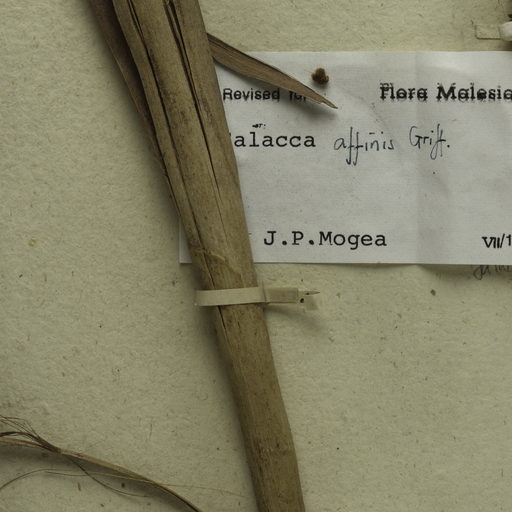 Revised for Flora Malesia
alacca affinis Griff.
J.P.Mogea VII/1